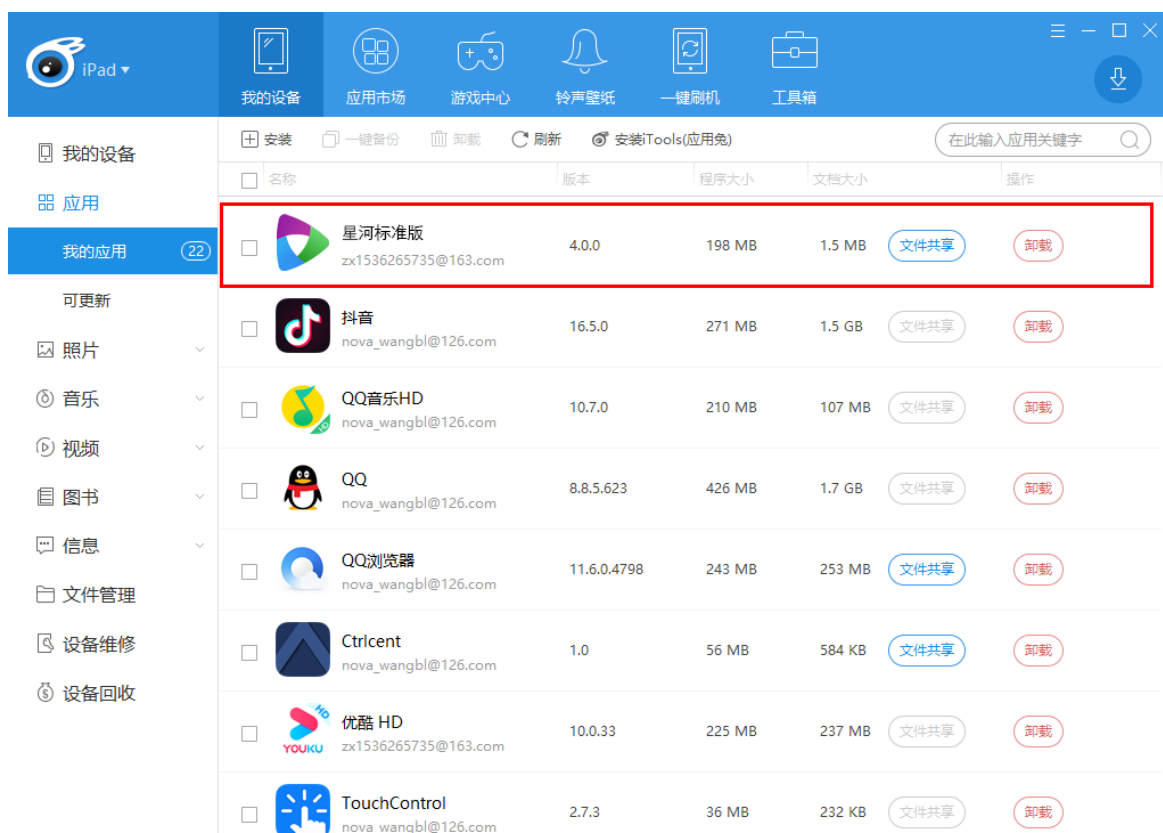 iPad
我的设备
应用市场
游戏中心
铃声壁纸
一键刷机
工具箱
安装
一键备份
卸载
刷新
安装iTools(应用兔)
在此输入应用关键字
我的设备
应用
我的应用 22
可更新
照片
音乐
视频
图书
信息
文件管理
设备维修
设备回收
名称 版本 程序大小 文档大小 操作
星河标准版
zx1536265735@163.com
4.0.0 198 MB 1.5 MB 文件共享 卸载
抖音
nova_wangbl@126.com
16.5.0 271 MB 1.5 GB 文件共享 卸载
QQ音乐HD
nova_wangbl@126.com
HD
10.7.0 210 MB 107 MB 文件共享 卸载
QQ
nova_wangbl@126.com
8.8.5.623 426 MB 1.7 GB 文件共享 卸载
QQ浏览器
nova_wangbl@126.com
11.6.0.4798 243 MB 253 MB 文件共享 卸载
Ctrlcent
nova_wangbl@126.com
1.0 56 MB 584 KB 文件共享 卸载
HD
YOUKU
优酷 HD
zx1536265735@163.com
10.0.33 225 MB 237 MB 文件共享 卸载
TouchControl
nova_wangbl@126.com
2.7.3 36 MB 232 KB 文件共享 卸载